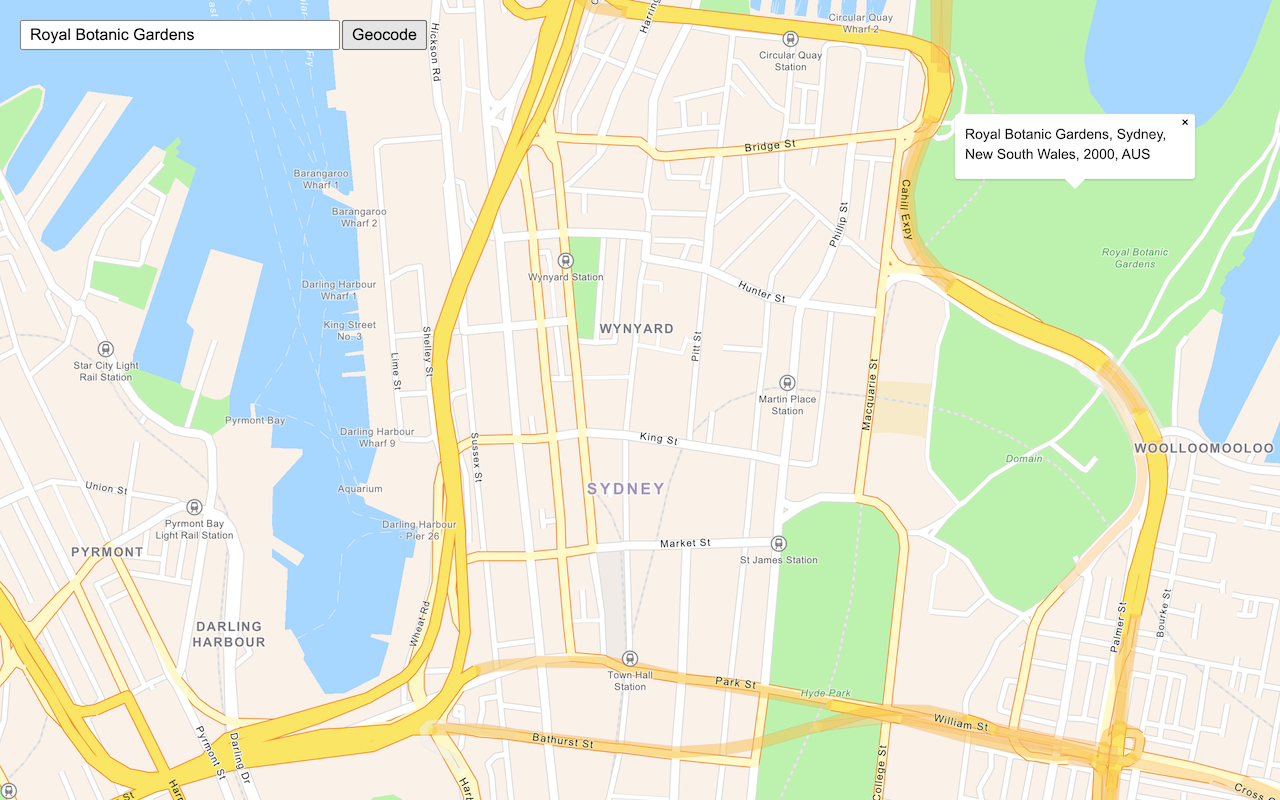 Royal Botanic Gardens
Geocode
Hickson Rd
Harring
Circular Quay
Wharf 2
Circular Quay
Station
Royal Botanic Gardens, Sydney,
New South Wales, 2000, AUS
×
Bridge St
Barangaroo
Wharf 1
Barangaroo
Wharf 2
Phillip St
Cahill Expy
Royal Botanic
Gardens
Wynyard Station
Darling Harbour
Wharf 1
Hunter St
King Street
No. 3
WYNYARD
Shelley St
Pitt St
Lime St
Star City Light
Rail Station
Martin Place
Station
Macquarie St
Pyrmont Bay
Darling Harbour
Wharf 9
King St
Sussex St
WOOLLOOMOOLOO
Domain
Union St
Aquarium
SYDNEY
Pyrmont Bay
Light Rail Station
Darling Harbour
- Pier 26
PYRMONT
Market St
St James Station
DARLING
HARBOUR
Wheat Rd
Palmer St
Bourke St
Town Hall
Station
Park St
Hyde Park
William St
Bathurst St
Pyrmont St
Darling Dr
College St
Harr
St
Hart
Cross C